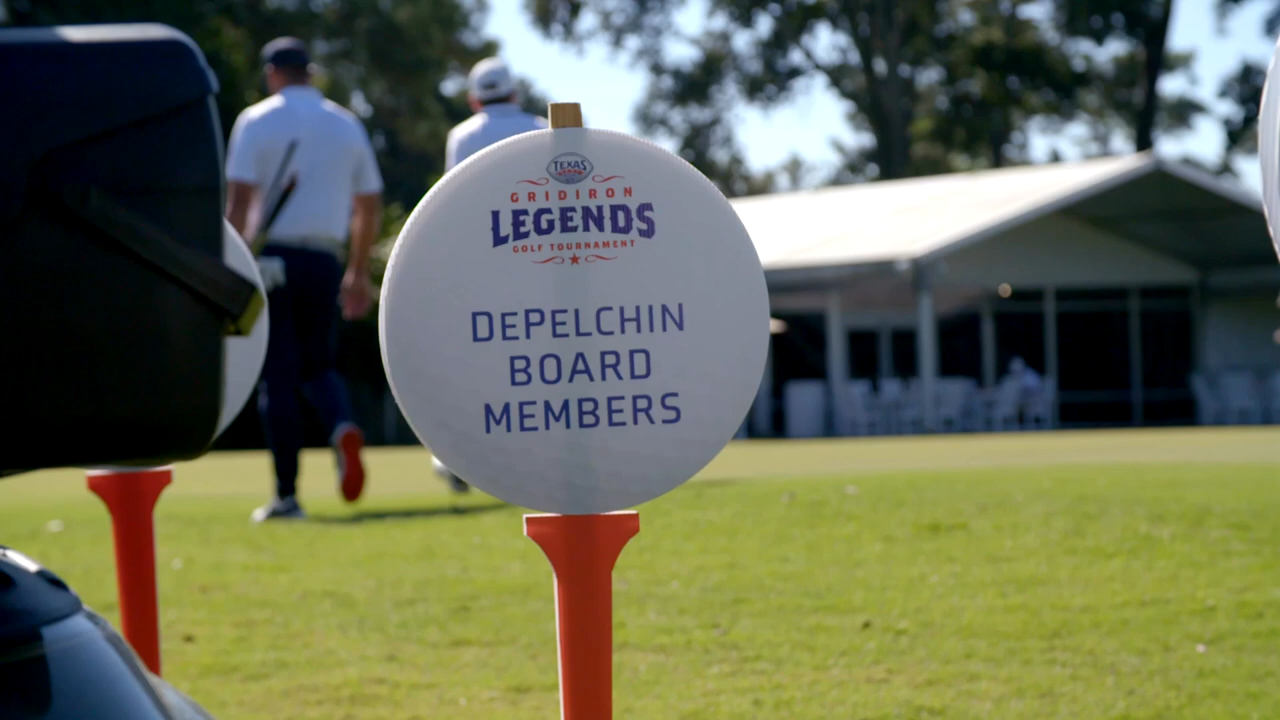 TEXAS
GRIDIRON
LEGENDS
GOLF TOURNAMENT
DEPELCHIN
BOARD
MEMBERS